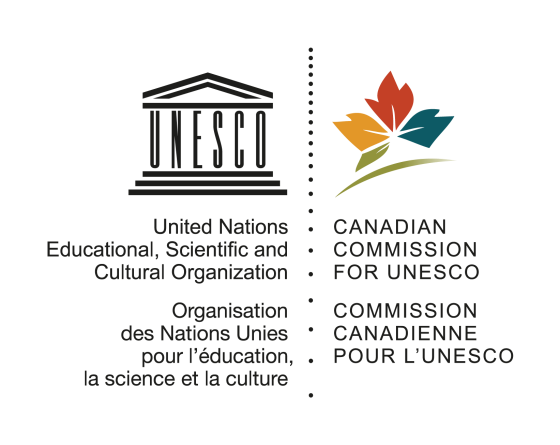 UNESCO
United Nations
Educational, Scientific and
Cultural Organization
Organisation
des Nations Unies
pour l'éducation,
la science et la culture
CANADIAN
COMMISSION
FOR UNESCO
COMMISSION
CANADIENNE
POUR L'UNESCO